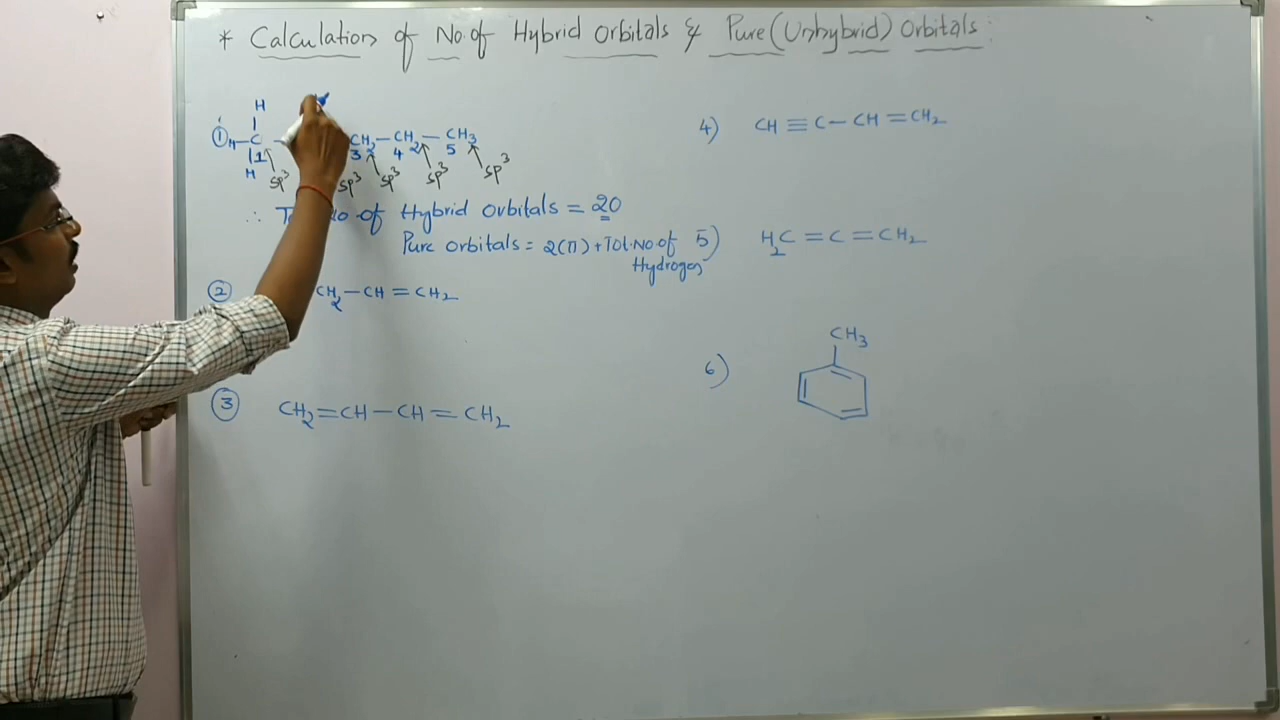 * Calculation of No.of Hybrid Orbitals & Pure (Unhybrid) Orbitals:
H
① H—C— CH2—CH2—CH3
1 3 4 5
H
sp3 sp3 sp3 sp3 sp3
∴ No of Hybrid Orbitals = 20
Pure orbitals = 2(π) + Tot.No of
Hydrogen
② CH2—CH=CH2
③ CH2=CH—CH=CH2
4) CH≡C—CH=CH2
5) H2C=C=CH2
6) CH3